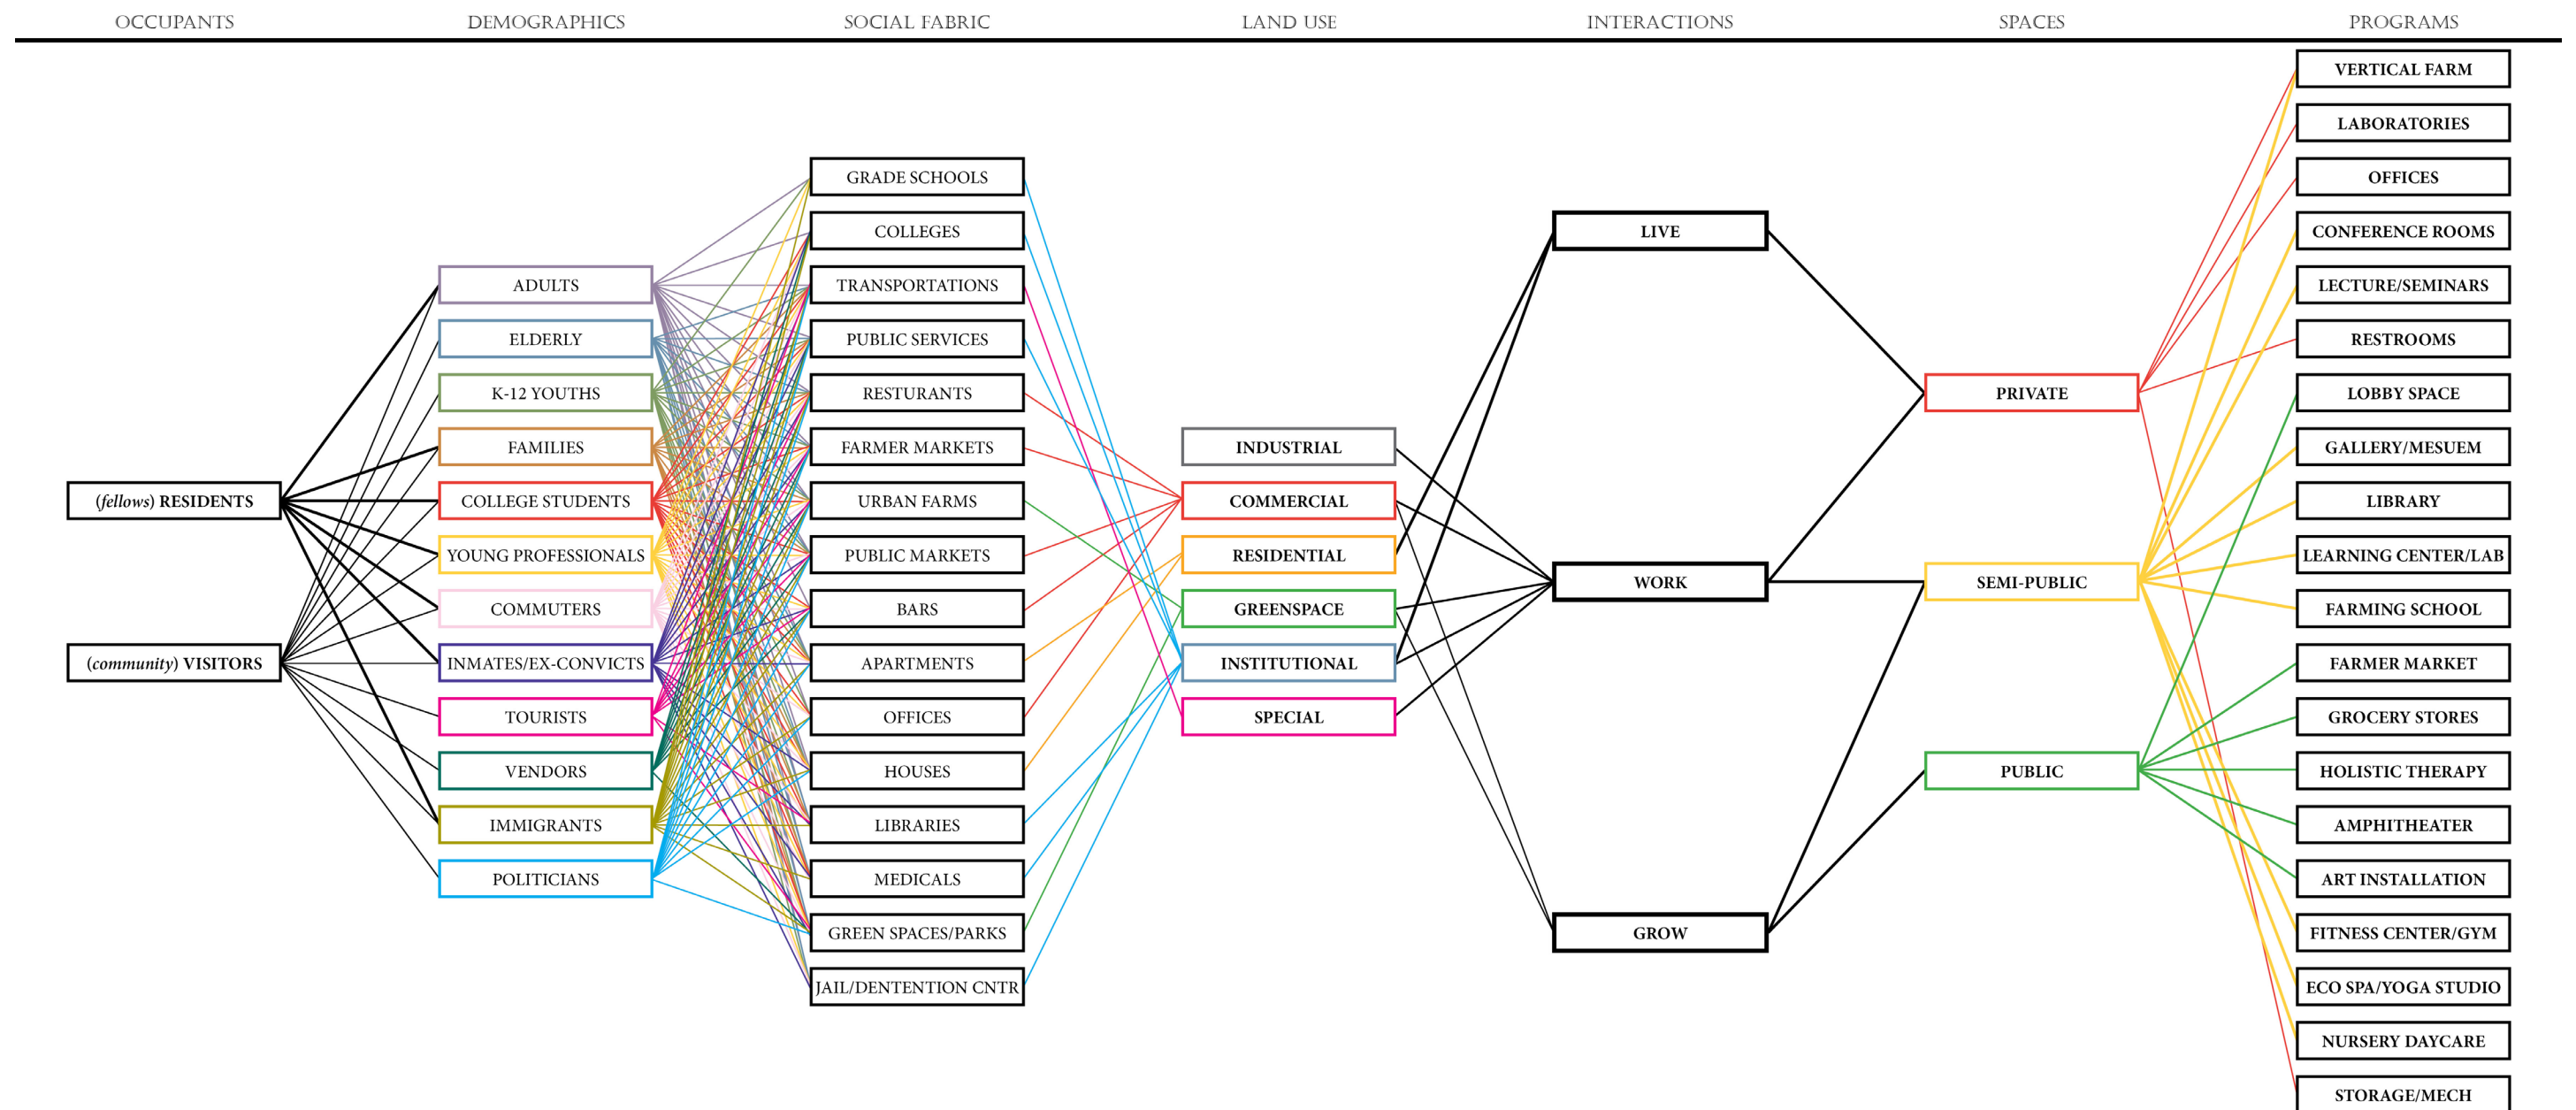 OCCUPANTS
DEMOGRAPHICS
SOCIAL FABRIC
LAND USE
INTERACTIONS
SPACES
PROGRAMS
(fellows) RESIDENTS
(community) VISITORS
ADULTS
ELDERLY
K-12 YOUTHS
FAMILIES
COLLEGE STUDENTS
YOUNG PROFESSIONALS
COMMUTERS
INMATES/EX-CONVICTS
TOURISTS
VENDORS
IMMIGRANTS
POLITICIANS
GRADE SCHOOLS
COLLEGES
TRANSPORTATIONS
PUBLIC SERVICES
RESTURANTS
FARMER MARKETS
URBAN FARMS
PUBLIC MARKETS
BARS
APARTMENTS
OFFICES
HOUSES
LIBRARIES
MEDICALS
GREEN SPACES/PARKS
JAIL/DENTENTION CNTR
INDUSTRIAL
COMMERCIAL
RESIDENTIAL
GREENSPACE
INSTITUTIONAL
SPECIAL
LIVE
WORK
GROW
PRIVATE
SEMI-PUBLIC
PUBLIC
VERTICAL FARM
LABORATORIES
OFFICES
CONFERENCE ROOMS
LECTURE/SEMINARS
RESTROOMS
LOBBY SPACE
GALLERY/MESUEM
LIBRARY
LEARNING CENTER/LAB
FARMING SCHOOL
FARMER MARKET
GROCERY STORES
HOLISTIC THERAPY
AMPHITHEATER
ART INSTALLATION
FITNESS CENTER/GYM
ECO SPA/YOGA STUDIO
NURSERY DAYCARE
STORAGE/MECH